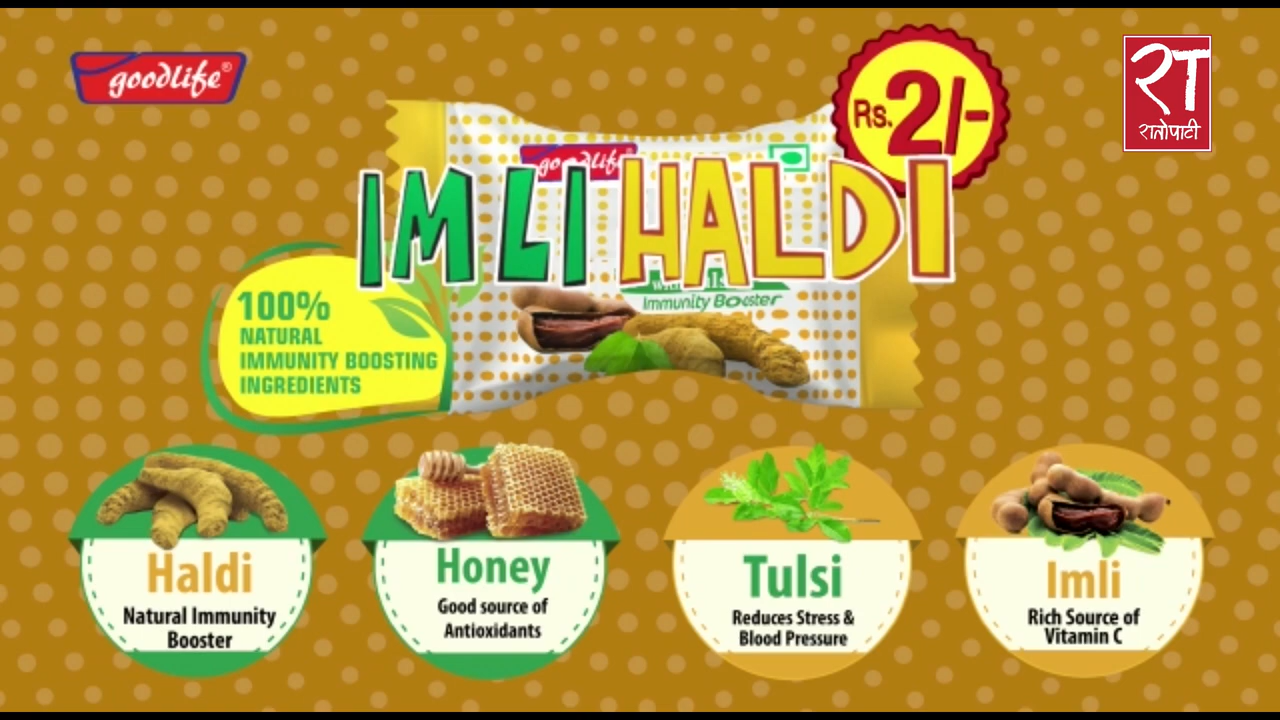 goodlife®
Rs. 2/-
रा
रातोपाटी
goodlife®
IMLI HALDI
Immunity Booster
100%
NATURAL
IMMUNITY BOOSTING
INGREDIENTS
Haldi
Natural Immunity
Booster
Honey
Good source of
Antioxidants
Tulsi
Reduces Stress &
Blood Pressure
Imli
Rich Source of
Vitamin C